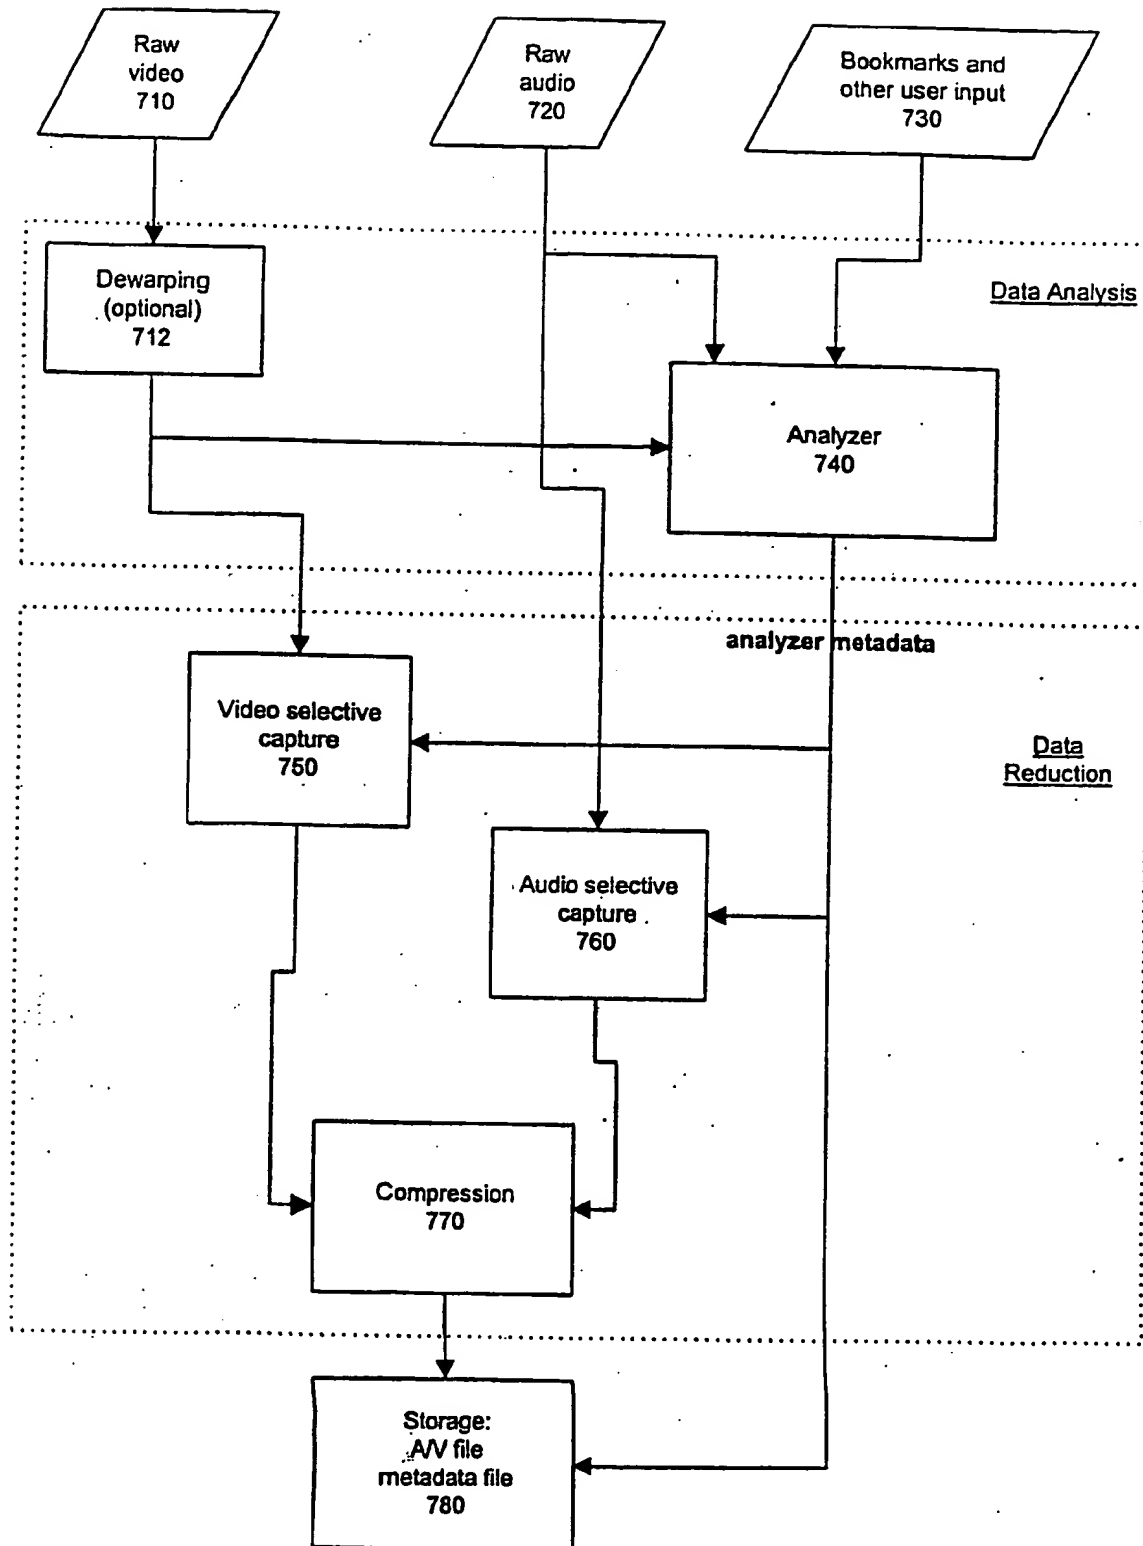 Raw
video
710
Raw
audio
720
Bookmarks and
other user input
730
Dewarping
(optional)
712
Data Analysis
Analyzer
740
analyzer metadata
Video selective
capture
750
Data
Reduction
Audio selective
capture
760
Compression
770
Storage:
A/V file
metadata file
780